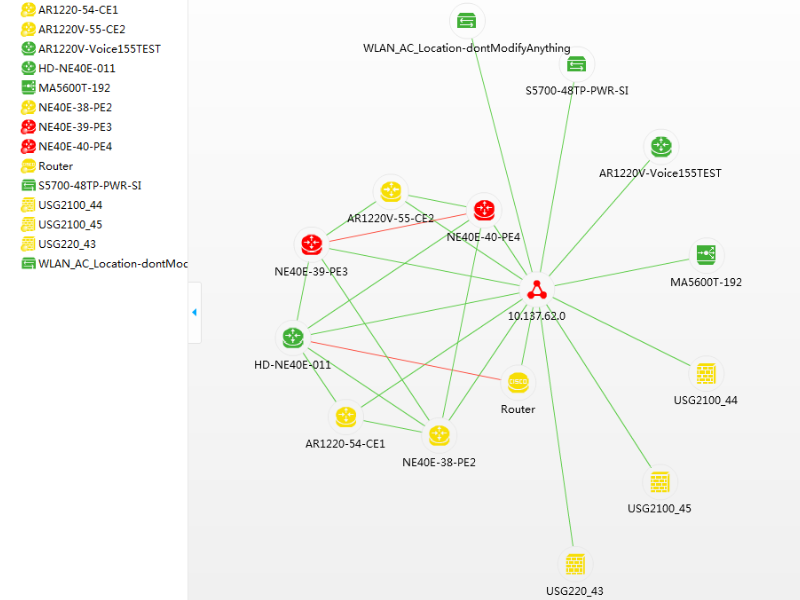 AR1220-54-CE1
AR1220V-55-CE2
AR1220V-Voice155TEST
HD-NE40E-011
MA5600T-192
NE40E-38-PE2
NE40E-39-PE3
NE40E-40-PE4
Router
S5700-48TP-PWR-SI
USG2100_44
USG2100_45
USG220_43
WLAN_AC_Location-dontMod
WLAN_AC_Location-dontModifyAnything
S5700-48TP-PWR-SI
AR1220V-Voice155TEST
AR1220V-55-CE2
NE40E-40-PE4
NE40E-39-PE3
MA5600T-192
10.137.62.0
HD-NE40E-011
USG2100_44
Router
AR1220-54-CE1
NE40E-38-PE2
USG2100_45
USG220_43